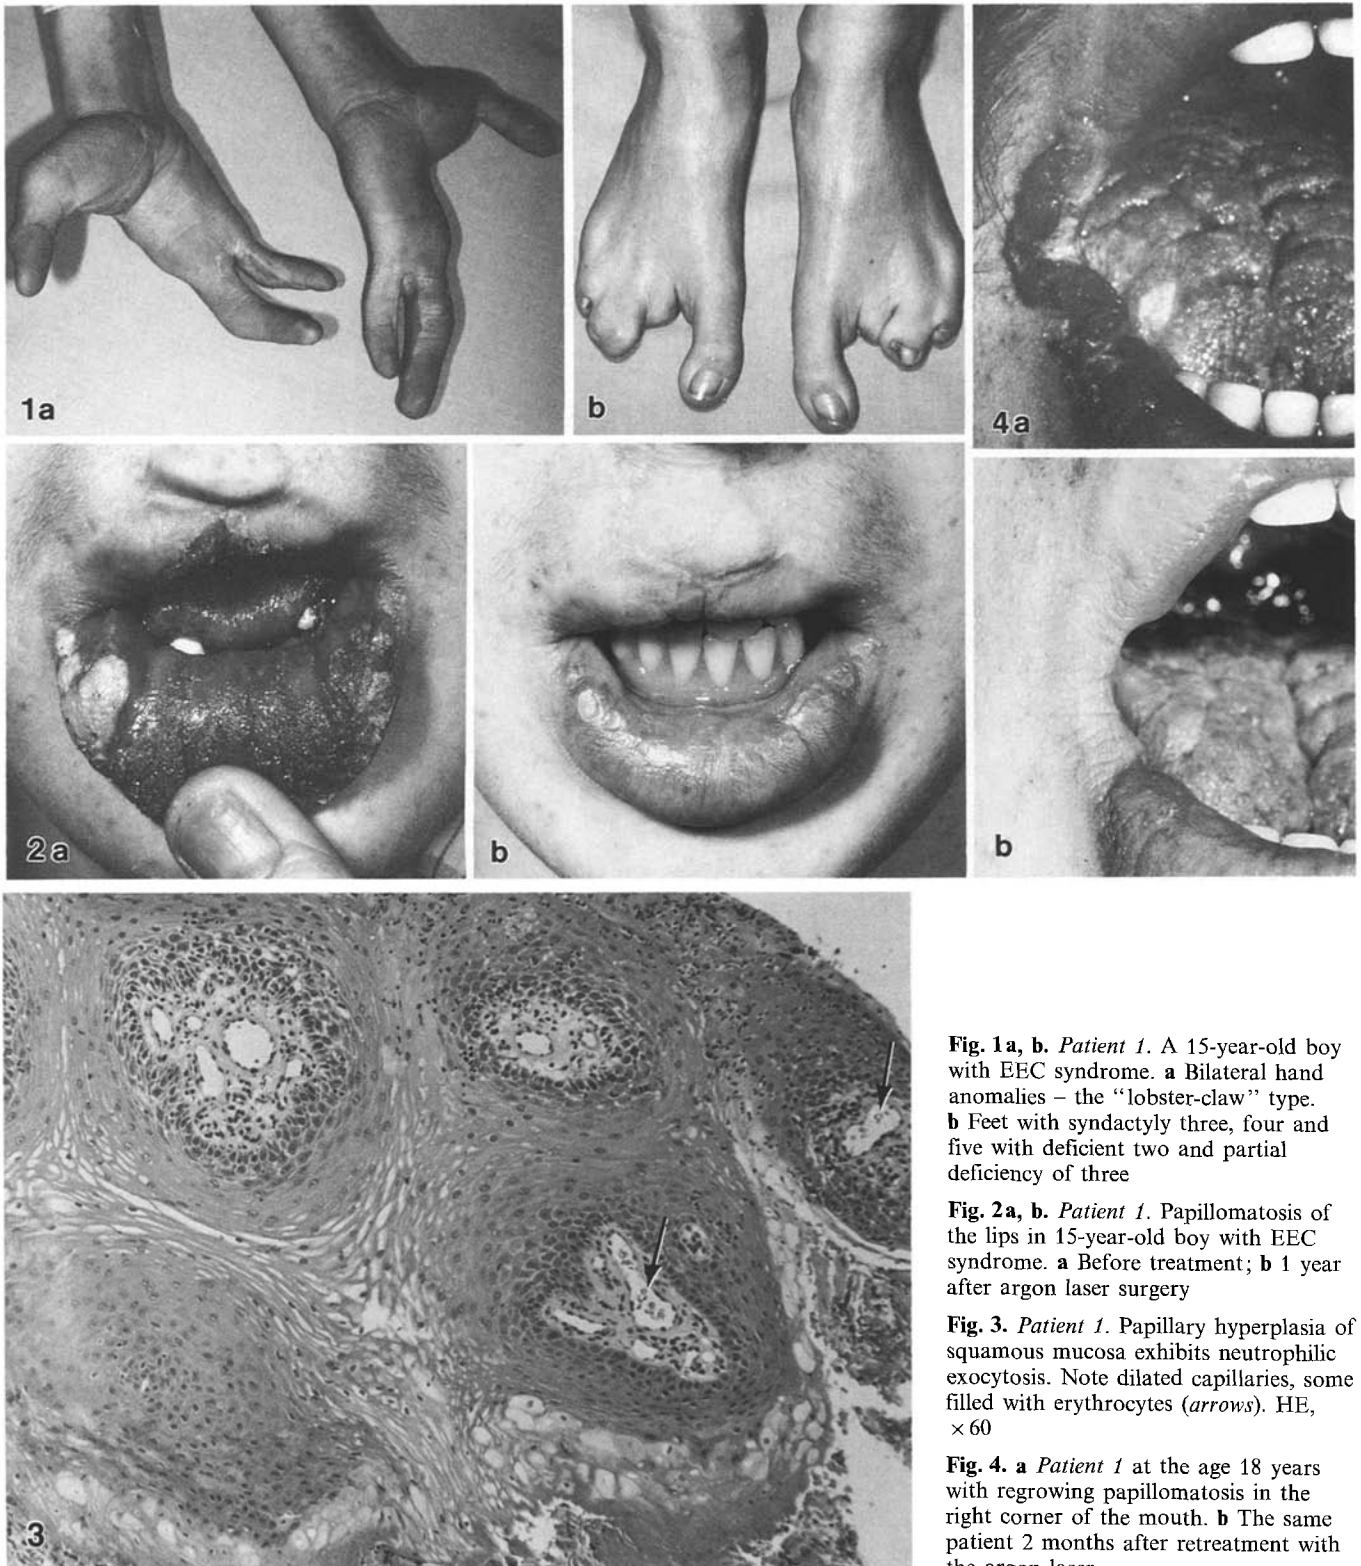 1a
b
4a
2a
b
b
3
Fig. 1a, b. Patient 1. A 15-year-old boy
with EEC syndrome. a Bilateral hand
anomalies – the “lobster-claw” type.
b Feet with syndactyly three, four and
five with deficient two and partial
deficiency of three
Fig. 2a, b. Patient 1. Papillomatosis of
the lips in 15-year-old boy with EEC
syndrome. a Before treatment; b 1 year
after argon laser surgery
Fig. 3. Patient 1. Papillary hyperplasia of
squamous mucosa exhibits neutrophilic
exocytosis. Note dilated capillaries, some
filled with erythrocytes (arrows). HE,
× 60
Fig. 4. a Patient 1 at the age 18 years
with regrowing papillomatosis in the
right corner of the mouth. b The same
patient 2 months after retreatment with
the argon laser